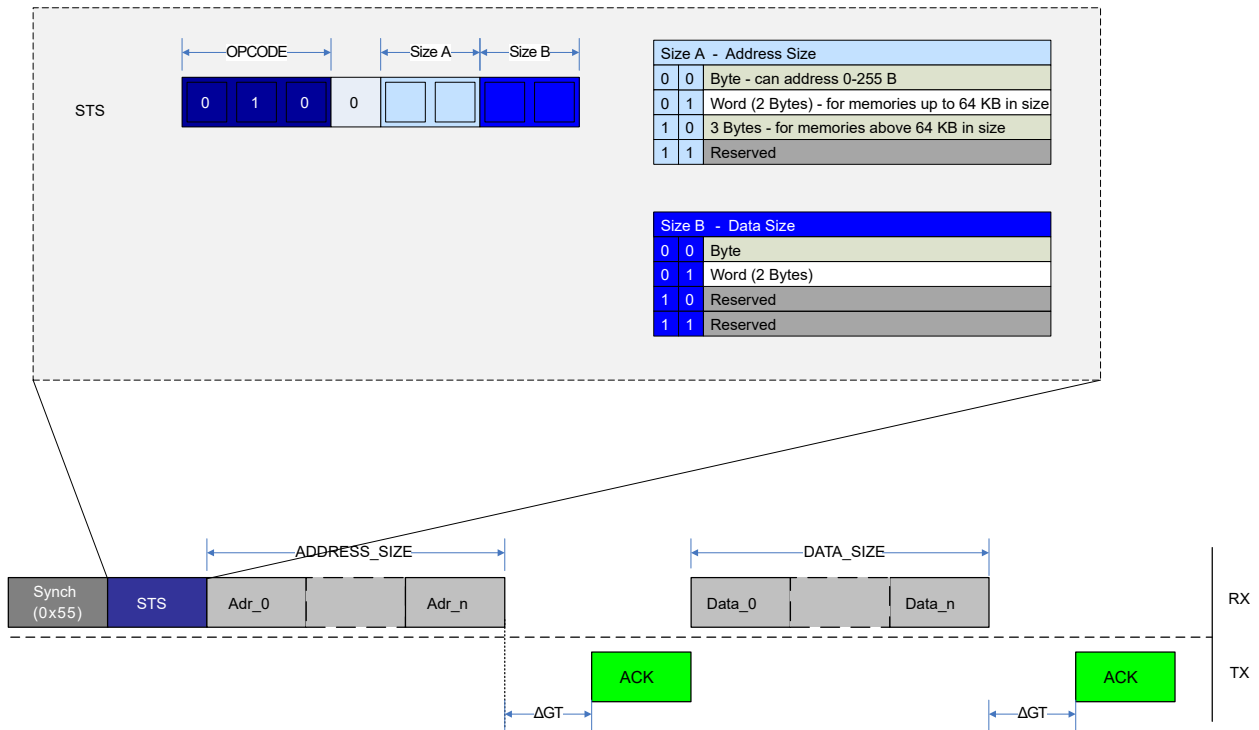 OPCODE Size A Size B
STS
0 1 0 0
Size A - Address Size
0 0 Byte - can address 0-255 B
0 1 Word (2 Bytes) - for memories up to 64 KB in size
1 0 3 Bytes - for memories above 64 KB in size
1 1 Reserved
Size B - Data Size
0 0 Byte
0 1 Word (2 Bytes)
1 0 Reserved
1 1 Reserved
ADDRESS_SIZE DATA_SIZE
Synch
(0x55)
STS Adr_0 Adr_n Data_0 Data_n RX
ACK ACK TX
ΔGT ΔGT